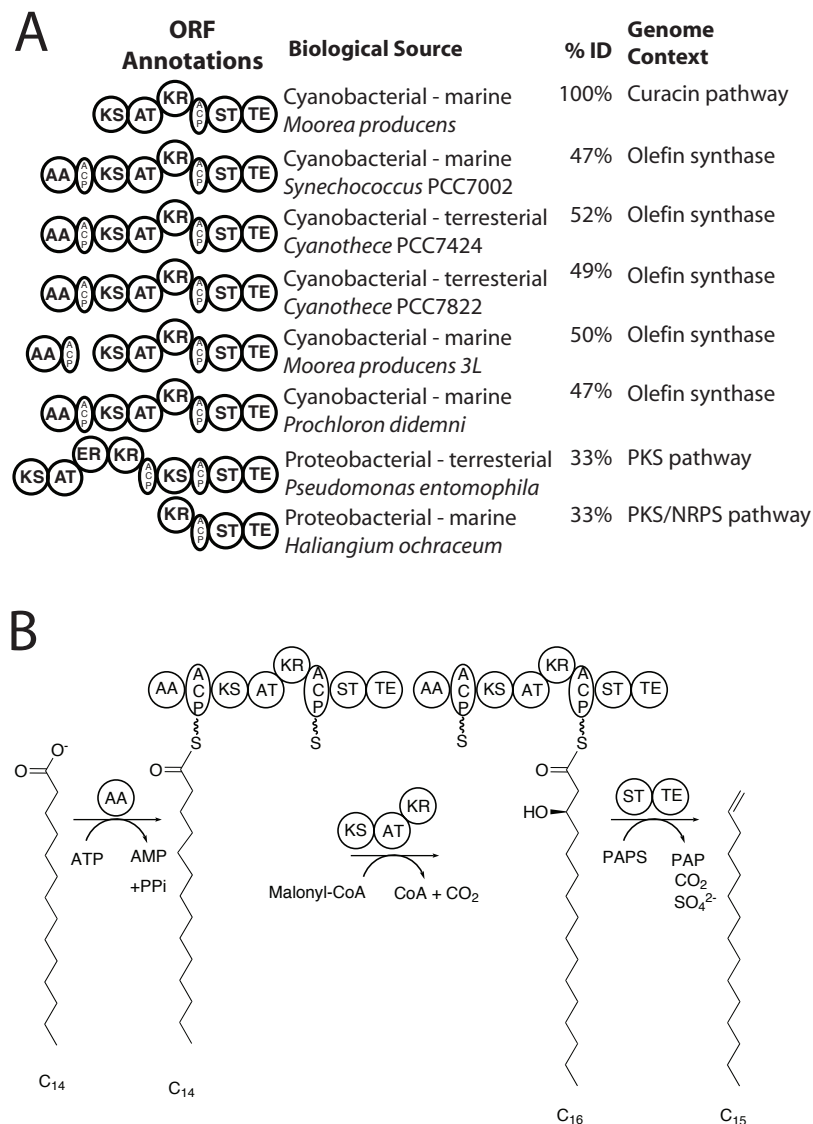 A
ORF Annotations
Biological Source
% ID
Genome Context
KS AT KR ACP ST TE
Cyanobacterial - marine
Moorea producens
100%
Curacin pathway
AA ACP KS AT KR ACP ST TE
Cyanobacterial - marine
Synechococcus PCC7002
47%
Olefin synthase
AA ACP KS AT KR ACP ST TE
Cyanobacterial - terresterial
Cyanothece PCC7424
52%
Olefin synthase
AA ACP KS AT KR ACP ST TE
Cyanobacterial - terresterial
Cyanothece PCC7822
49%
Olefin synthase
AA ACP KS AT KR ACP ST TE
Cyanobacterial - marine
Moorea producens 3L
50%
Olefin synthase
AA ACP KS AT KR ACP ST TE
Cyanobacterial - marine
Prochloron didemni
47%
Olefin synthase
KS AT ER KR ACP KS ACP ST TE
Proteobacterial - terresterial
Pseudomonas entomophila
33%
PKS pathway
KR ACP ST TE
Proteobacterial - marine
Haliangium ochraceum
33%
PKS/NRPS pathway
B
AA ACP KS AT KR ACP ST TE
AA ACP KS AT KR ACP ST TE
S
S
S
S
O
O-
AA
ATP
AMP
+PPi
O
KS AT KR
Malonyl-CoA
CoA + CO2
O
HO
ST TE
PAPS
PAP
CO2
SO4 2-
C14
C14
C16
C15